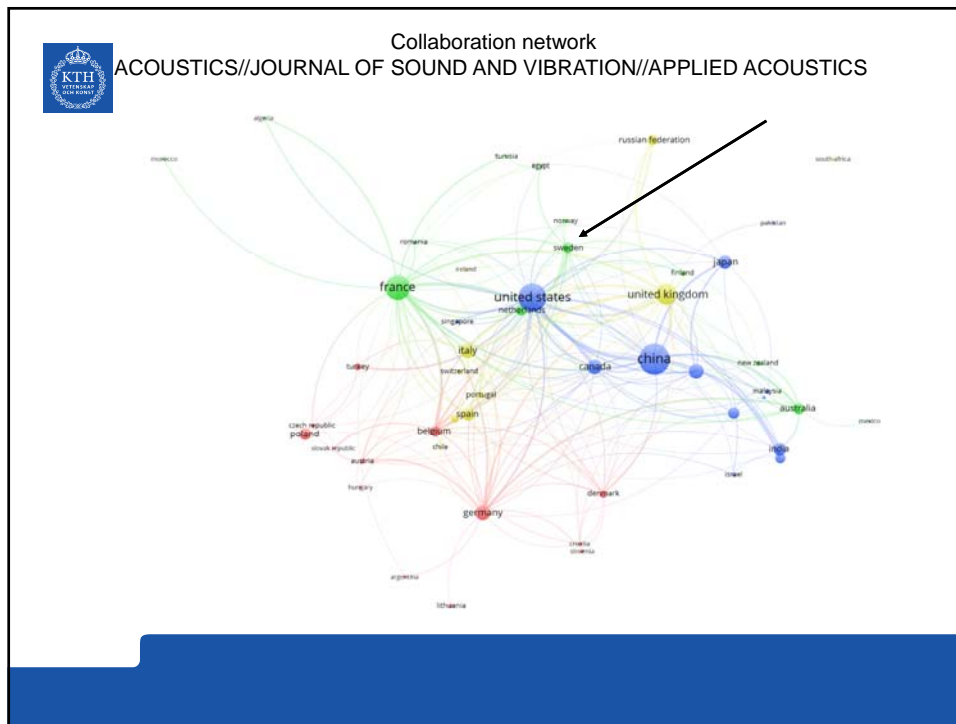 Collaboration network
KTH
VETENSKAP
OCH KONST
ACOUSTICS//JOURNAL OF SOUND AND VIBRATION//APPLIED ACOUSTICS
algeria
russian federation
morocco
tunisia
south africa
egypt
norway
pakistan
romania
sweden
japan
ireland
finland
france
united states
united kingdom
netherlands
singapore
italy
china
new zealand
turkey
switzerland
canada
malaysia
portugal
australia
spain
mexico
czech republic
poland
belgium
slovak republic
chile
india
austria
israel
hungary
denmark
germany
croatia
slovenia
argentina
lithuania